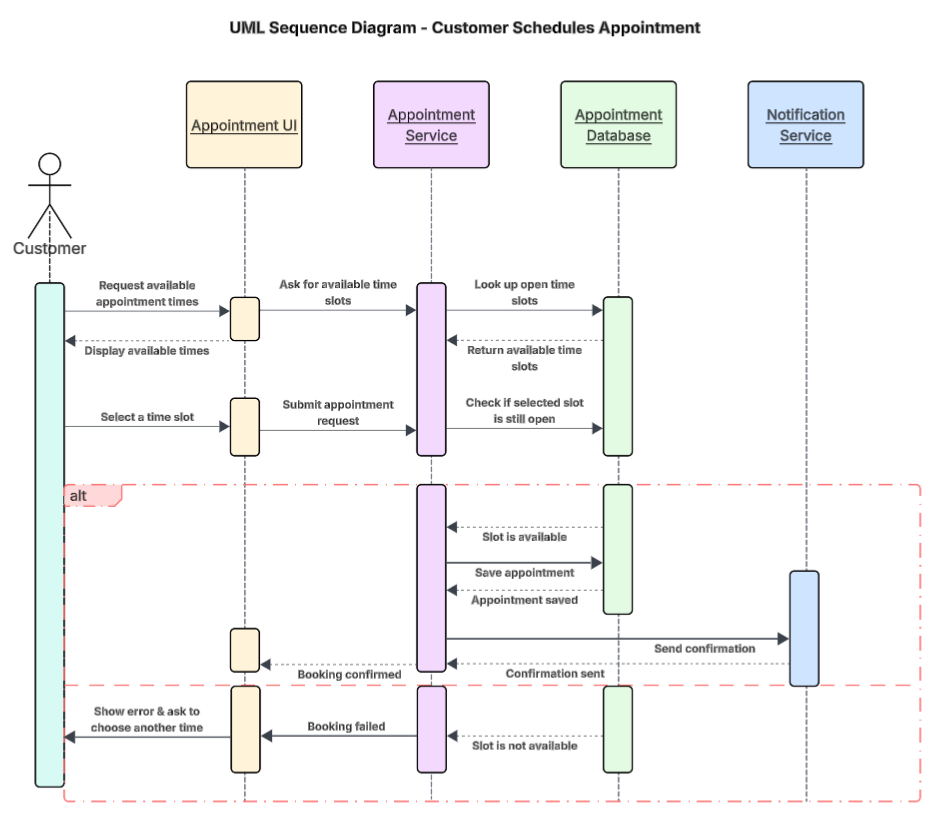 UML Sequence Diagram - Customer Schedules Appointment
Appointment UI
Appointment
Service
Appointment
Database
Notification
Service
Customer
Request available
appointment times
Ask for available time
slots
Look up open time
slots
Display available times
Return available time
slots
Select a time slot
Submit appointment
request
Check if selected slot
is still open
alt
Slot is available
Save appointment
Appointment saved
Send confirmation
Booking confirmed
Confirmation sent
Show error & ask to
choose another time
Booking failed
Slot is not available